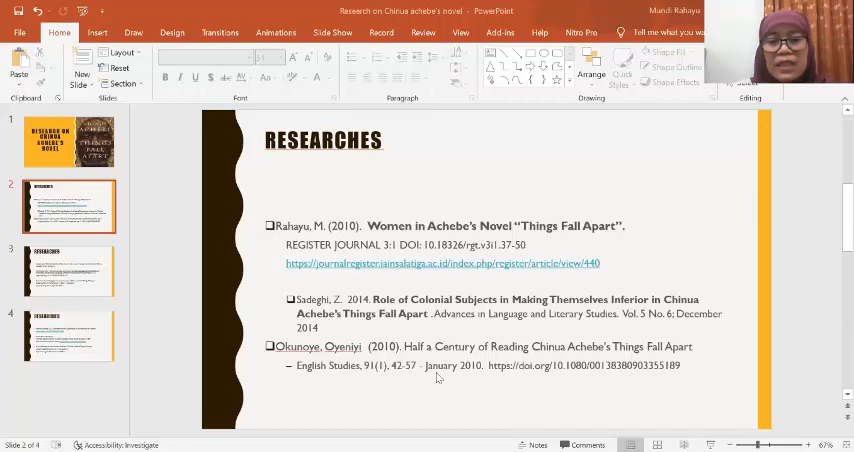 Research on Chinua achebe's novel - PowerPoint
Mundi Rahayu
File Home Insert Draw Design Transitions Animations Slide Show Record Review View Add-ins Help Nitro Pro Tell me what you wa
Paste
New Slide
Layout
Reset
Section
Arrange
Quick Styles
Shape Fill
Shape Outline
Shape Effects
Clipboard Slides Font Paragraph Drawing Editing
1
RESEARCH ON
CHINUA
ACHEBE'S
NOVEL
THINGS
FALL
APART
2
RESEARCHES
3
RESEARCHES
4
RESEARCHES
RESEARCHES
Rahayu, M. (2010). Women in Achebe's Novel "Things Fall Apart".
REGISTER JOURNAL 3:1 DOI: 10.18326/rgt.v3i1.37-50
https://journalregister.iainsalatiga.ac.id/index.php/register/article/view/440
Sadeghi, Z. 2014. Role of Colonial Subjects in Making Themselves Inferior in Chinua
Achebe's Things Fall Apart . Advances in Language and Literary Studies. Vol. 5 No. 6; December
2014
Okunoye, Oyeniyi (2010). Half a Century of Reading Chinua Achebe's Things Fall Apart
– English Studies, 91(1), 42-57 · January 2010. https://doi.org/10.1080/00138380903355189
Slide 2 of 4 Accessibility: Investigate Notes Comments 67%